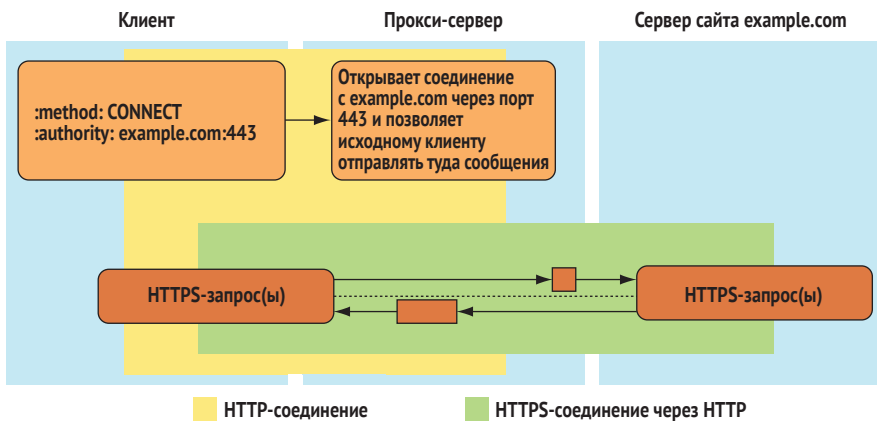 Клиент
Прокси-сервер
Сервер сайта example.com
:method: CONNECT
:authority: example.com:443
Открывает соединение
с example.com через порт
443 и позволяет
исходному клиенту
отправлять туда сообщения
HTTPS-запрос(ы)
HTTPS-запрос(ы)
HTTP-соединение
HTTPS-соединение через HTTP